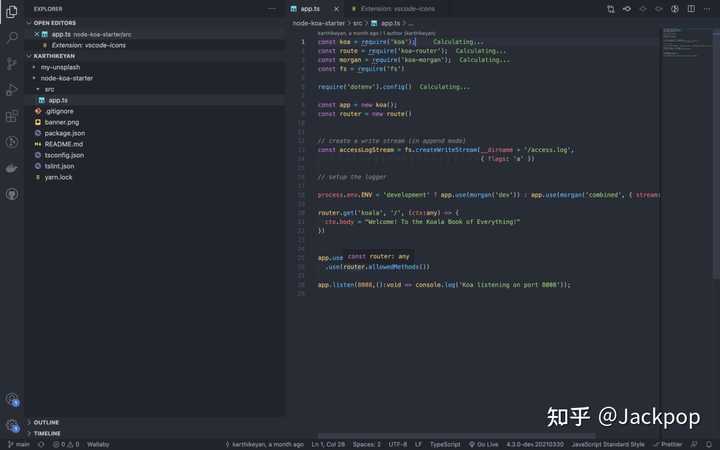 EXPLORER
OPEN EDITORS
app.ts node-koa-starter/src
Extension: vscode-icons
KARTHIKEYAN
my-unsplash
node-koa-starter
src
app.ts
.gitignore
banner.png
package.json
README.md
tsconfig.json
tslint.json
yarn.lock
OUTLINE
TIMELINE
app.ts
Extension: vscode-icons
node-koa-starter > src > app.ts > ...
karthikeyan, a month ago | 1 author (karthikeyan)
1 const koa = require("koa"); Calculating...
2 const route = require('koa-router'); Calculating...
3 const morgan = require('koa-morgan'); Calculating...
4 const fs = require('fs')
5
6 require('dotenv').config() Calculating...
7
8 const app = new koa();
9 const router = new route()
10
11
12 // create a write stream (in append mode)
13 const accessLogStream = fs.createWriteStream(__dirname + '/access.log',
14 { flags: 'a' })
15
16 // setup the logger
17
18 process.env.ENV = 'development' ? app.use(morgan('dev')) : app.use(morgan('combined', { stream:
19
20 router.get('koala', '/', (ctx:any) => {
21 ctx.body = "Welcome! To the Koala Book of Everything!"
22 })
23
24
25 app.use
const router: any
26 .use(router.allowedMethods())
27
28 app.listen(8080,():void => console.log('Koa listening on port 8080'));
29
知乎 @Jackpop
main
0
0
Wallaby
karthikeyan, a month ago
Ln 1, Col 28
Spaces: 2
UTF-8
LF
TypeScript
Go Live
4.3.0-dev.20210330
JavaScript Standard Style
Prettier